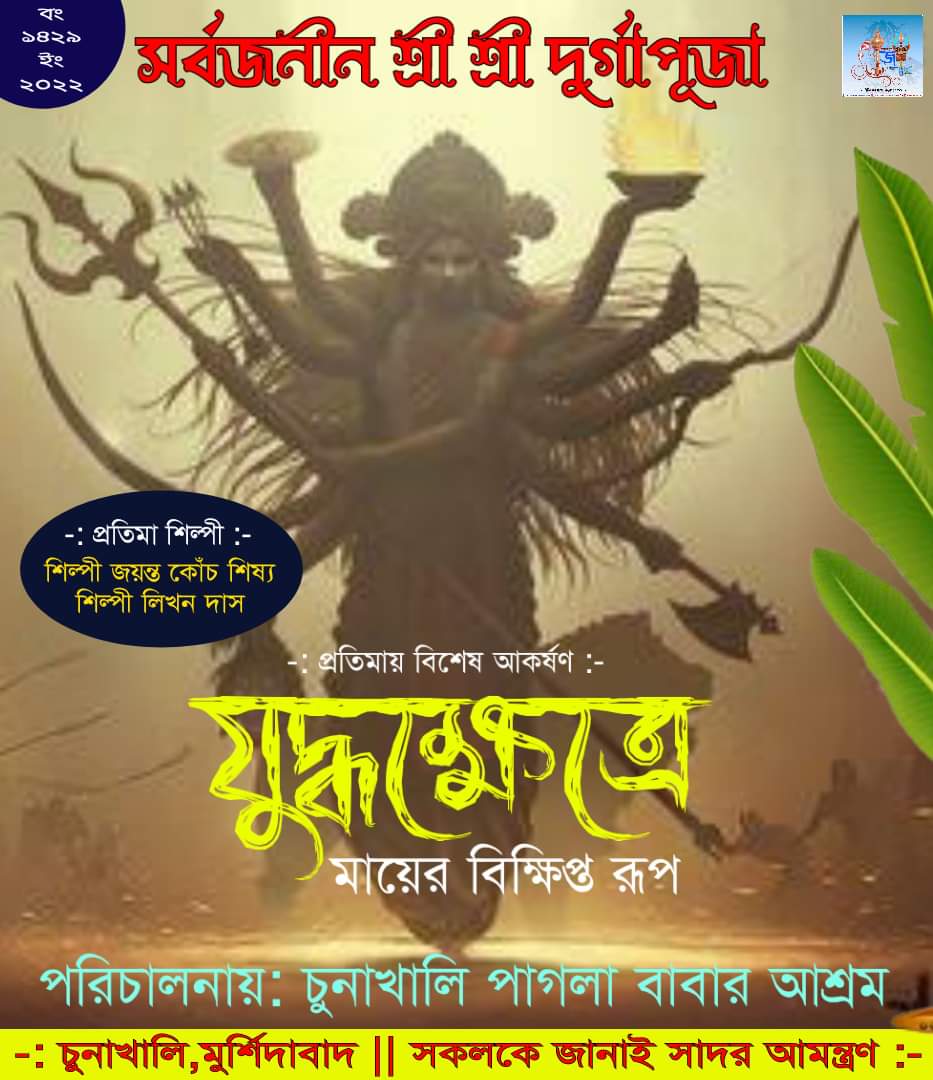 বং
১৪২৯
ইং
২০২২
সর্বজনীন শ্রী শ্রী দুর্গাপূজা
-: প্রতিমা শিল্পী :-
শিল্পী জয়ন্ত কোঁচ শিষ্য
শিল্পী লিখন দাস
-: প্রতিমায় বিশেষ আকর্ষণ :-
যুদ্ধক্ষেত্রে
মায়ের বিক্ষিপ্ত রূপ
পরিচালনায়: চুনাখালি পাগলা বাবার আশ্রম
-: চুনাখালি,মুর্শিদাবাদ || সকলকে জানাই সাদর আমন্ত্রণ :-